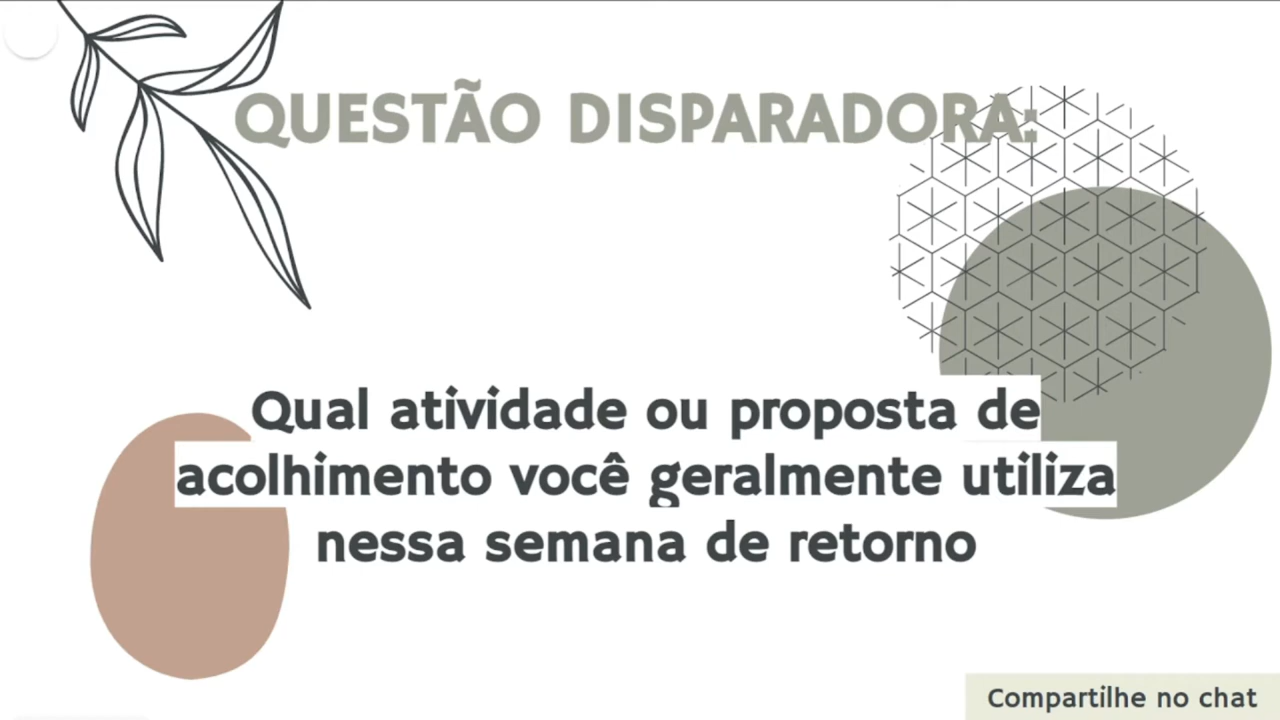 QUESTÃO DISPARADORA:
Qual atividade ou proposta de
acolhimento você geralmente utiliza
nessa semana de retorno
Compartilhe no chat